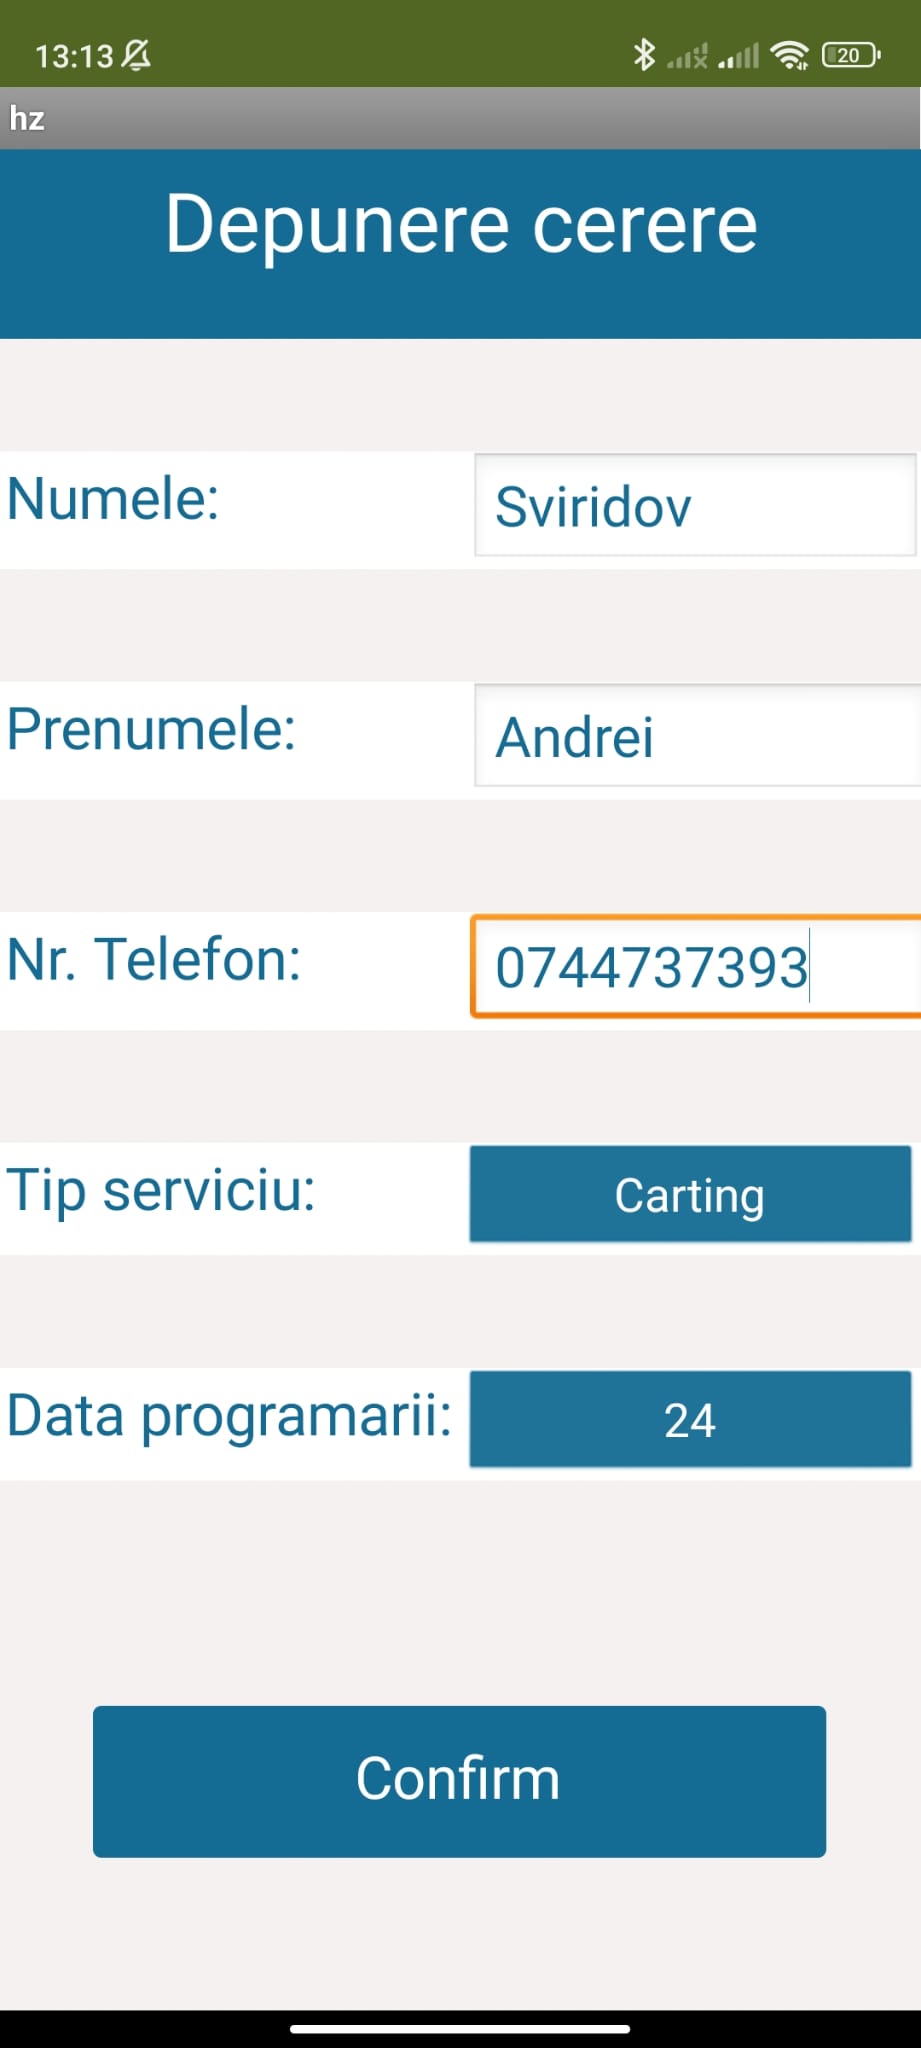 13:13
20
hz
Depunere cerere
Numele: Sviridov
Prenumele: Andrei
Nr. Telefon: 0744737393
Tip serviciu: Carting
Data programarii: 24
Confirm